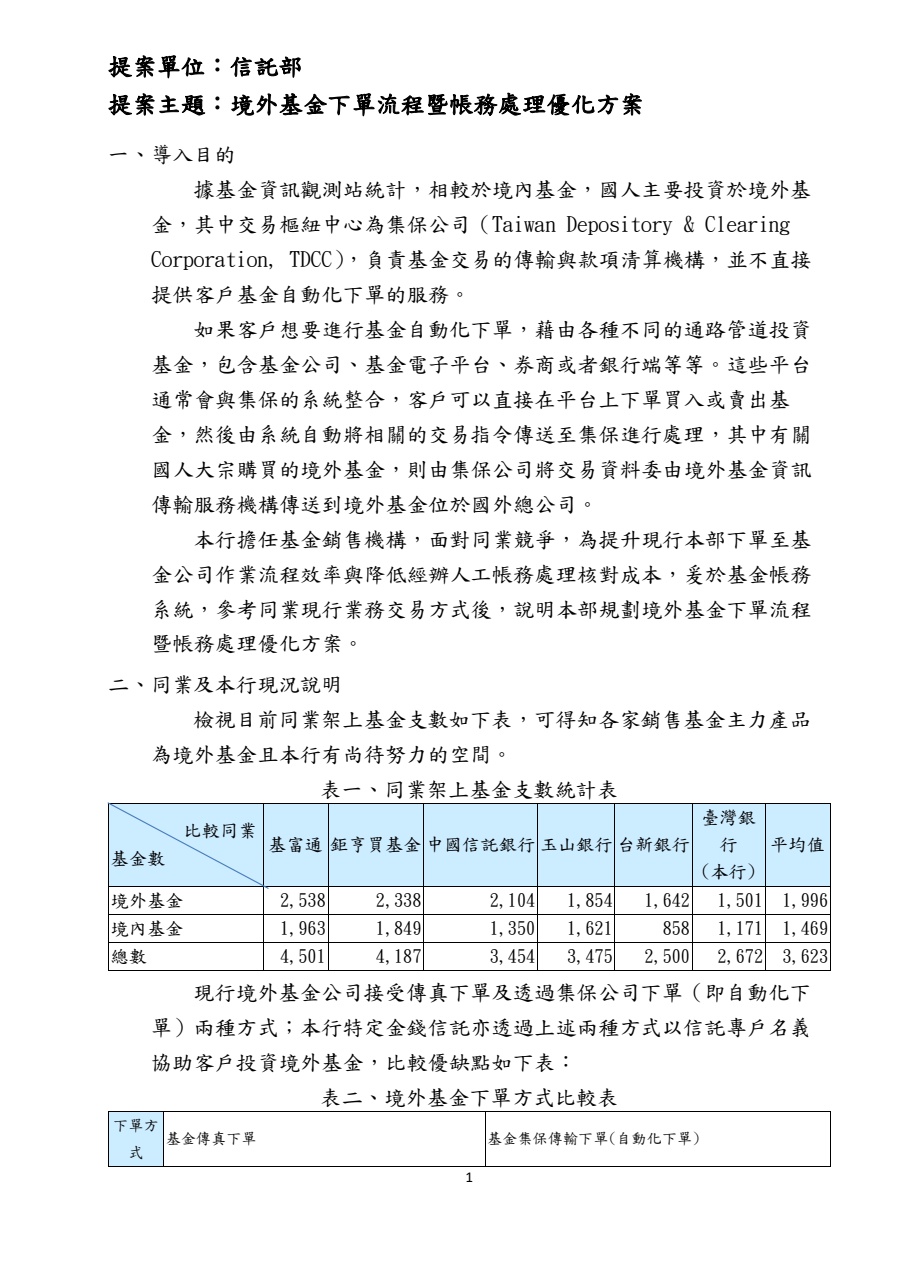 提案單位：信託部
提案主題：境外基金下單流程暨帳務處理優化方案
一、導入目的
據基金資訊觀測站統計，相較於境內基金，國人主要投資於境外基
金，其中交易樞紐中心為集保公司（Taiwan Depository & Clearing
Corporation, TDCC），負責基金交易的傳輸與款項清算機構，並不直接
提供客戶基金自動化下單的服務。
如果客戶想要進行基金自動化下單，藉由各種不同的通路管道投資
基金，包含基金公司、基金電子平台、券商或者銀行端等等。這些平台
通常會與集保的系統整合，客戶可以直接在平台上下單買入或賣出基
金，然後由系統自動將相關的交易指令傳送至集保進行處理，其中有關
國人大宗購買的境外基金，則由集保公司將交易資料委由境外基金資訊
傳輸服務機構傳送到境外基金位於國外總公司。
本行擔任基金銷售機構，面對同業競爭，為提升現行本部下單至基
金公司作業流程效率與降低經辦人工帳務處理核對成本，爰於基金帳務
系統，參考同業現行業務交易方式後，說明本部規劃境外基金下單流程
暨帳務處理優化方案。
二、同業及本行現況說明
檢視目前同業架上基金支數如下表，可得知各家銷售基金主力產品
為境外基金且本行有尚待努力的空間。
表一、同業架上基金支數統計表
比較同業
基金數
基富通 鉅亨買基金 中國信託銀行 玉山銀行 台新銀行 臺灣銀
行
（本行） 平均值
境外基金 2,538 2,338 2,104 1,854 1,642 1,501 1,996
境內基金 1,963 1,849 1,350 1,621 858 1,171 1,469
總數 4,501 4,187 3,454 3,475 2,500 2,672 3,623
現行境外基金公司接受傳真下單及透過集保公司下單（即自動化下
單）兩種方式；本行特定金錢信託亦透過上述兩種方式以信託專戶名義
協助客戶投資境外基金，比較優缺點如下表：
表二、境外基金下單方式比較表
下單方
式
基金傳真下單 基金集保傳輸下單(自動化下單)
1